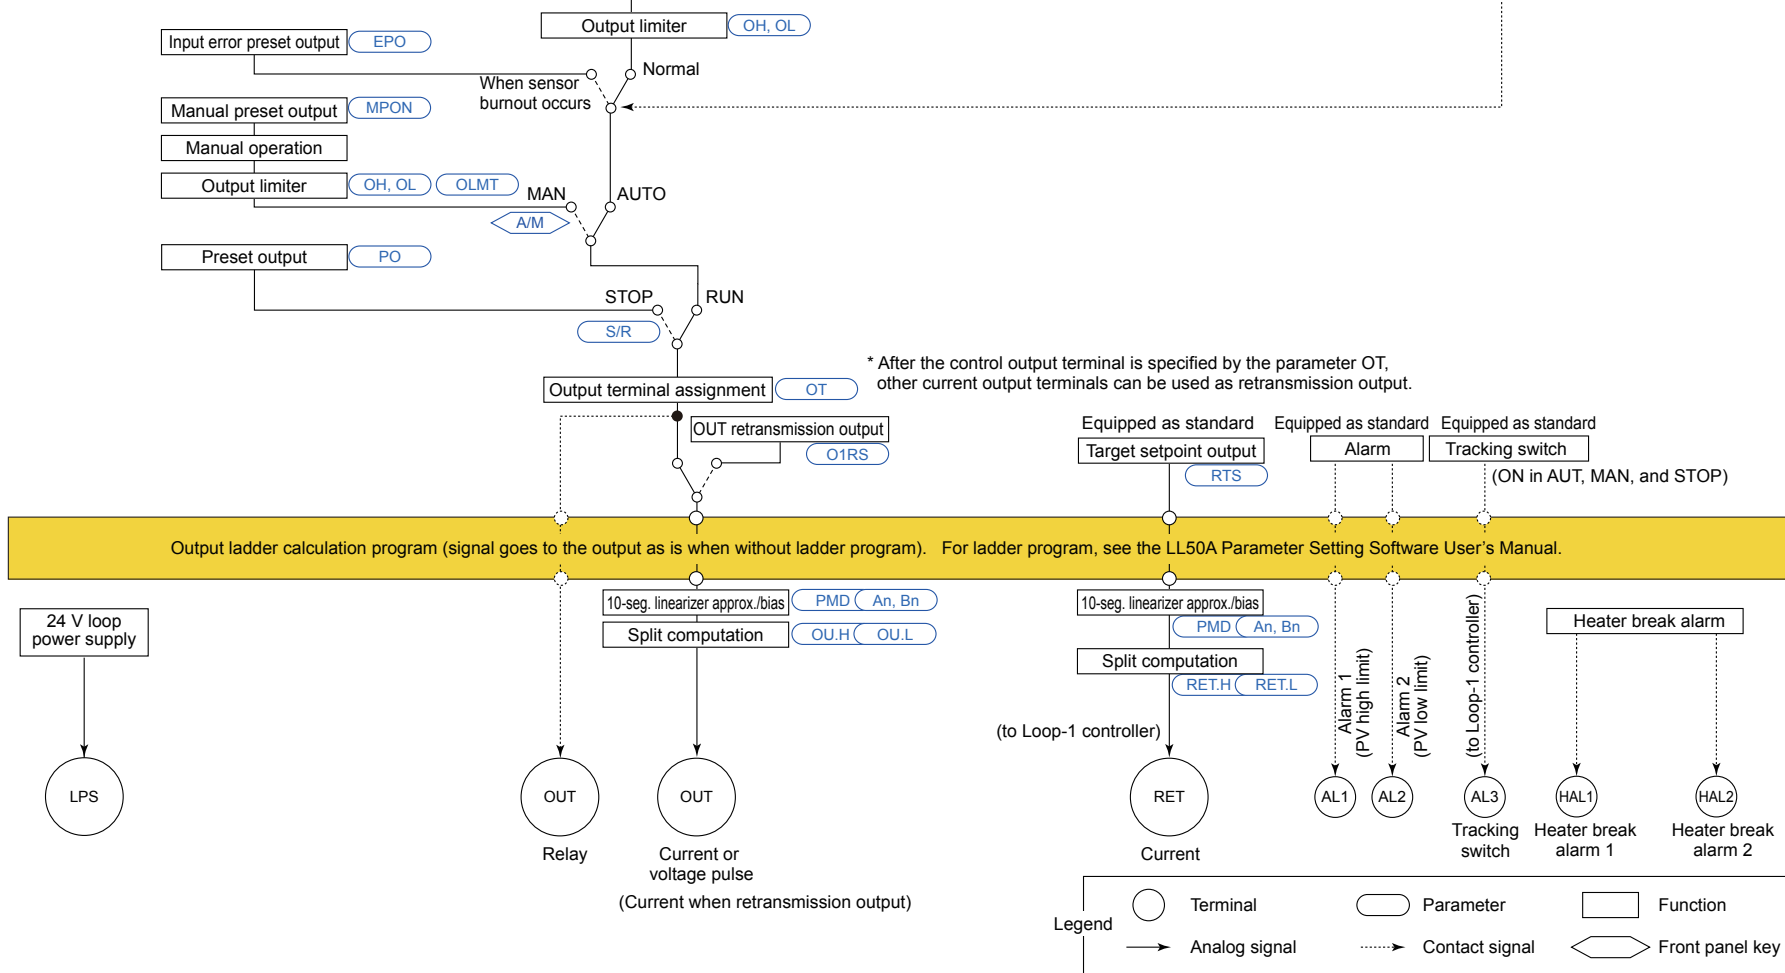 Output limiter OH, OL
Input error preset output EPO
Normal
When sensor
burnout occurs
Manual preset output MPON
Manual operation
Output limiter OH, OL OLMT
MAN AUTO
A/M
Preset output PO
STOP RUN
S/R
* After the control output terminal is specified by the parameter OT,
other current output terminals can be used as retransmission output.
Output terminal assignment OT
OUT retransmission output
O1RS
Equipped as standard
Target setpoint output
RTS
Equipped as standard
Alarm
Equipped as standard
Tracking switch
(ON in AUT, MAN, and STOP)
Output ladder calculation program (signal goes to the output as is when without ladder program). For ladder program, see the LL50A Parameter Setting Software User's Manual.
24 V loop
power supply
10-seg. linearizer approx./bias PMD An, Bn
Split computation OU.H OU.L
10-seg. linearizer approx./bias
PMD An, Bn
Split computation
RET.H RET.L
(to Loop-1 controller)
Alarm 1
(PV high limit)
Alarm 2
(PV low limit)
(to Loop-1 controller)
Heater break alarm
LPS
OUT
OUT
RET
AL1
AL2
AL3
HAL1
HAL2
Relay
Current or
voltage pulse
(Current when retransmission output)
Current
Tracking
switch
Heater break
alarm 1
Heater break
alarm 2
Legend
Terminal
Parameter
Function
Analog signal
Contact signal
Front panel key